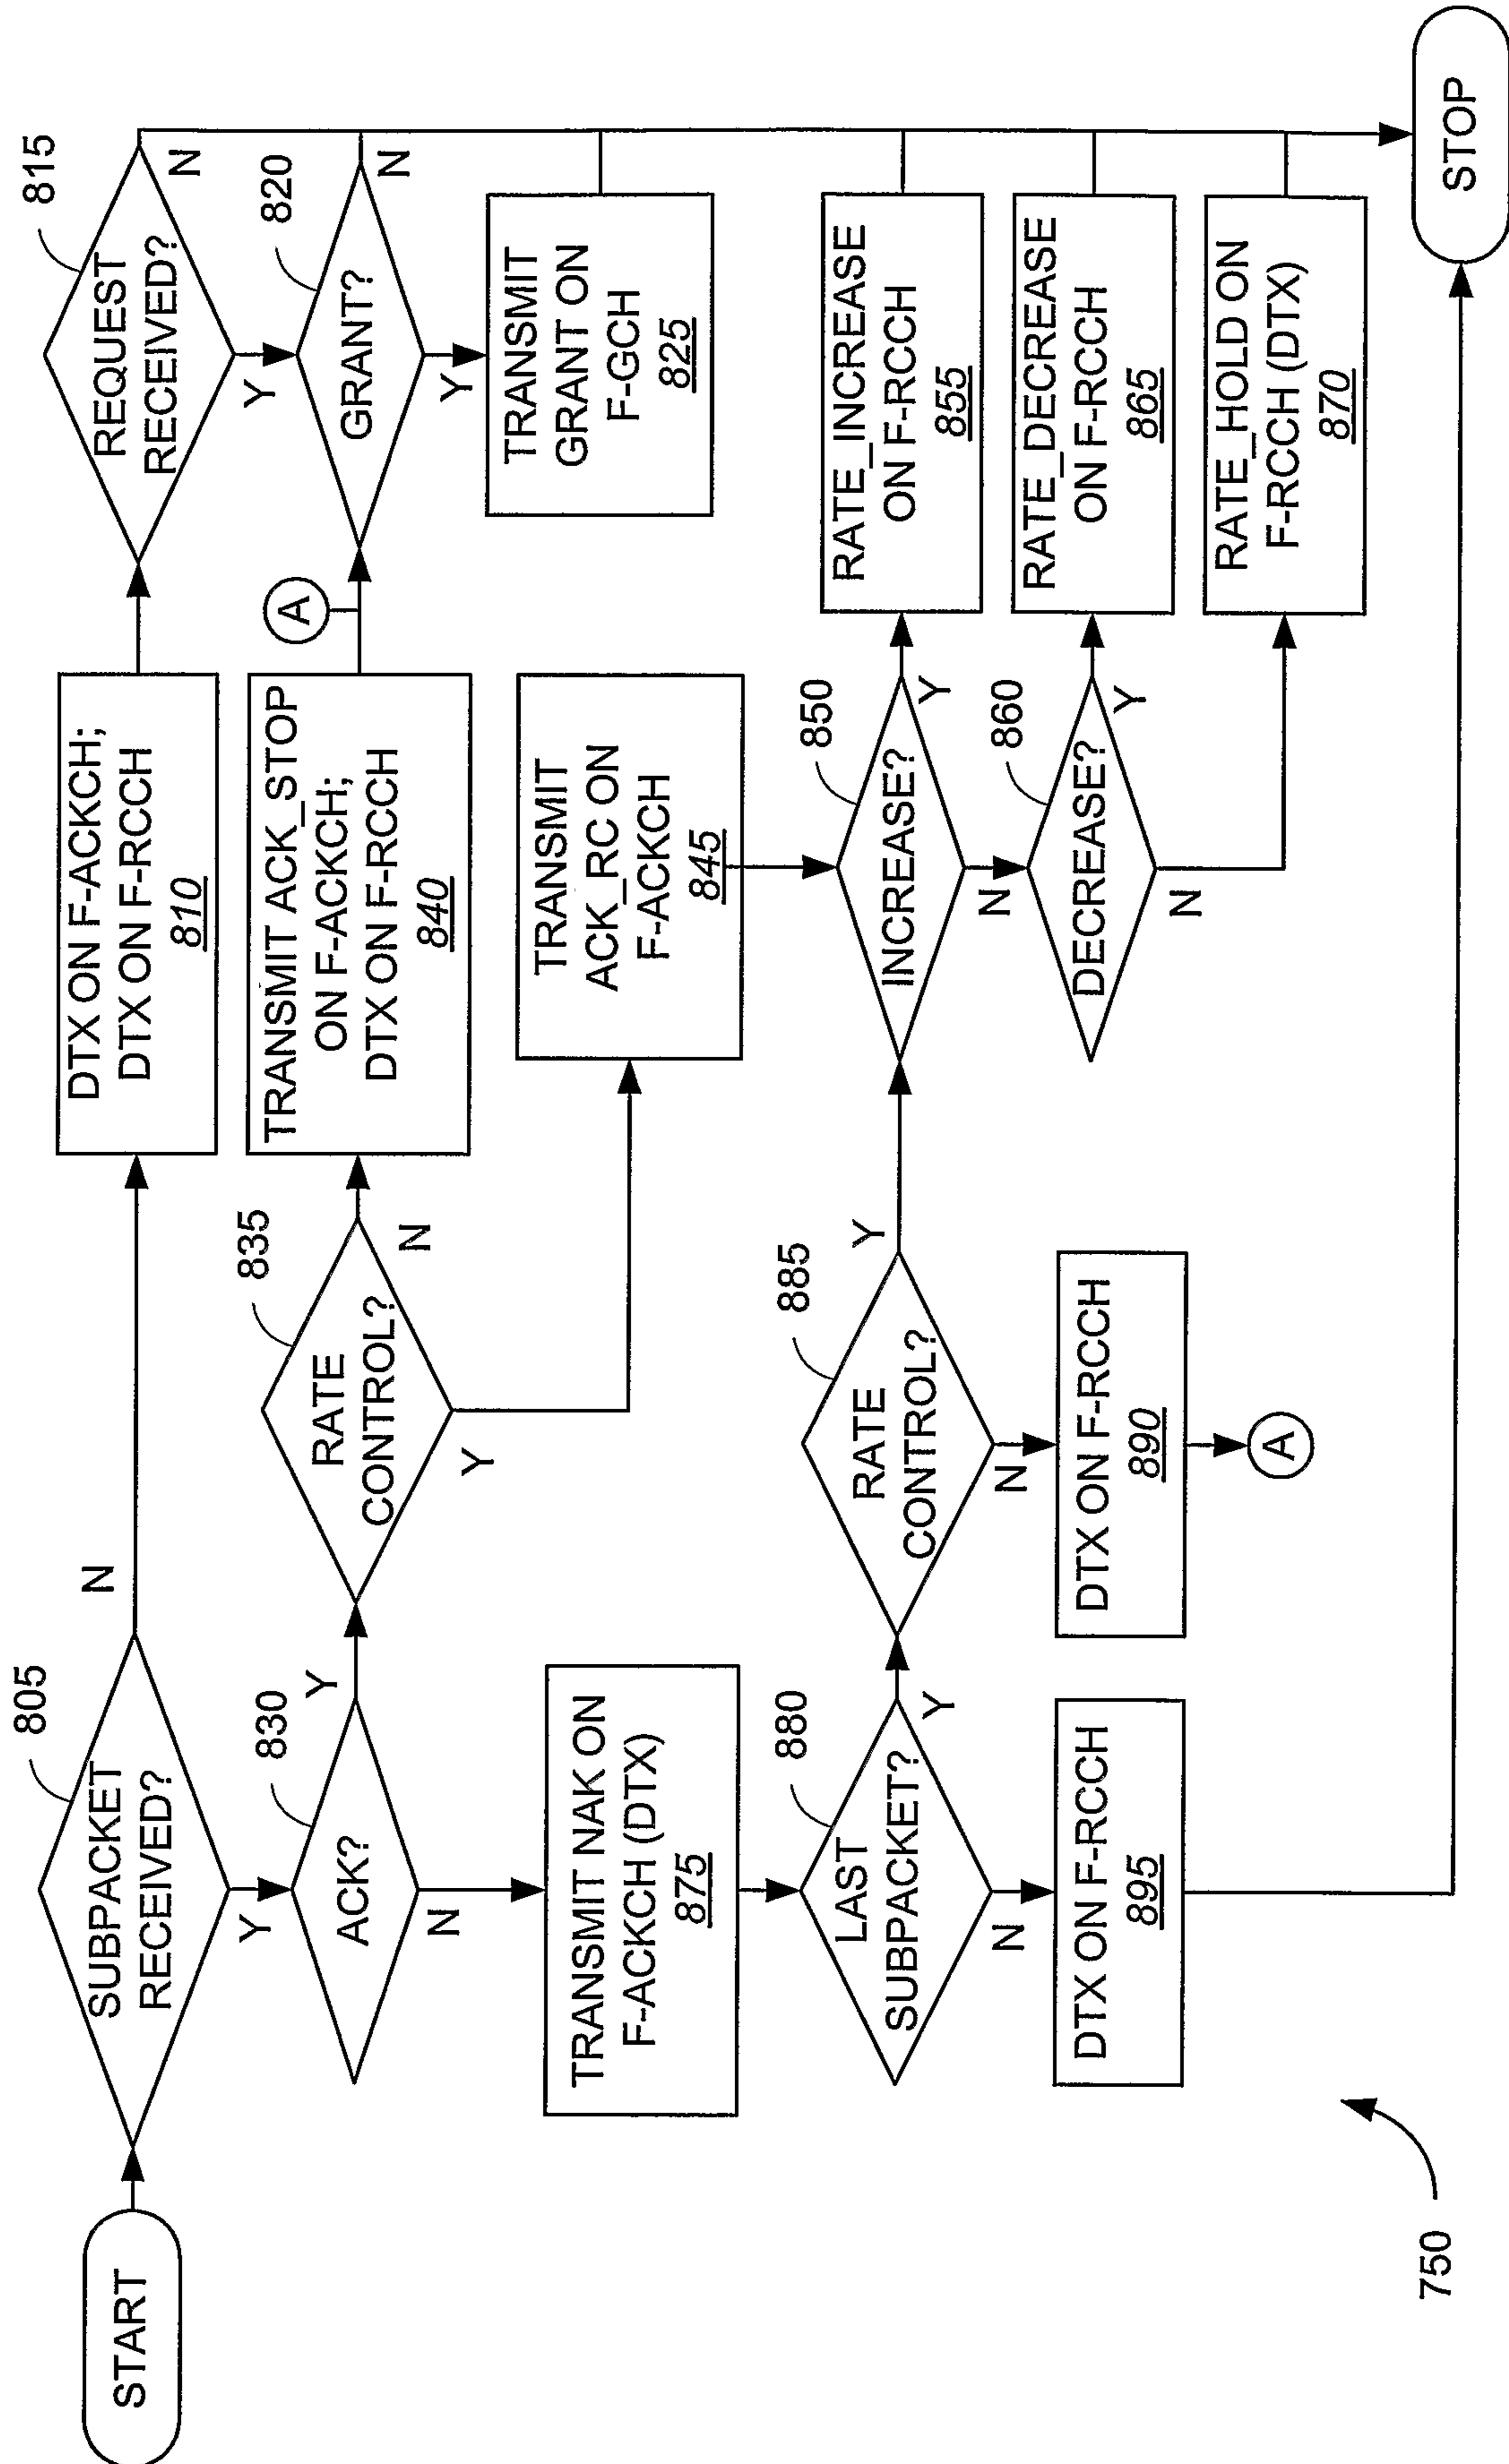 START
SUBPACKET
RECEIVED?
805
N
Y
DTX ON F-ACKCH;
DTX ON F-RCCH
810
REQUEST
RECEIVED?
815
N
Y
ACK?
830
Y
N
RATE
CONTROL?
835
N
Y
TRANSMIT ACK_STOP
ON F-ACKCH;
DTX ON F-RCCH
840
A
GRANT?
820
N
Y
TRANSMIT
GRANT ON
F-GCH
825
TRANSMIT NAK ON
F-ACKCH (DTX)
875
TRANSMIT
ACK_RC ON
F-ACKCH
845
LAST
SUBPACKET?
880
Y
N
RATE
CONTROL?
885
Y
N
INCREASE?
850
Y
N
RATE_INCREASE
ON F-RCCH
855
DTX ON F-RCCH
895
DTX ON F-RCCH
890
A
DECREASE?
860
Y
N
RATE_DECREASE
ON F-RCCH
865
RATE_HOLD ON
F-RCCH (DTX)
870
STOP
750